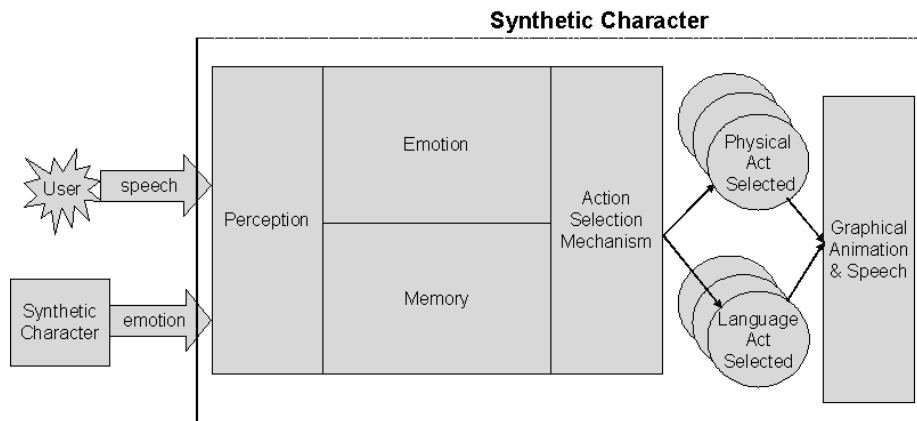 Synthetic Character
User
speech
Synthetic
Character
emotion
Perception
Emotion
Memory
Action
Selection
Mechanism
Physical
Act
Selected
Language
Act
Selected
Graphical
Animation
& Speech